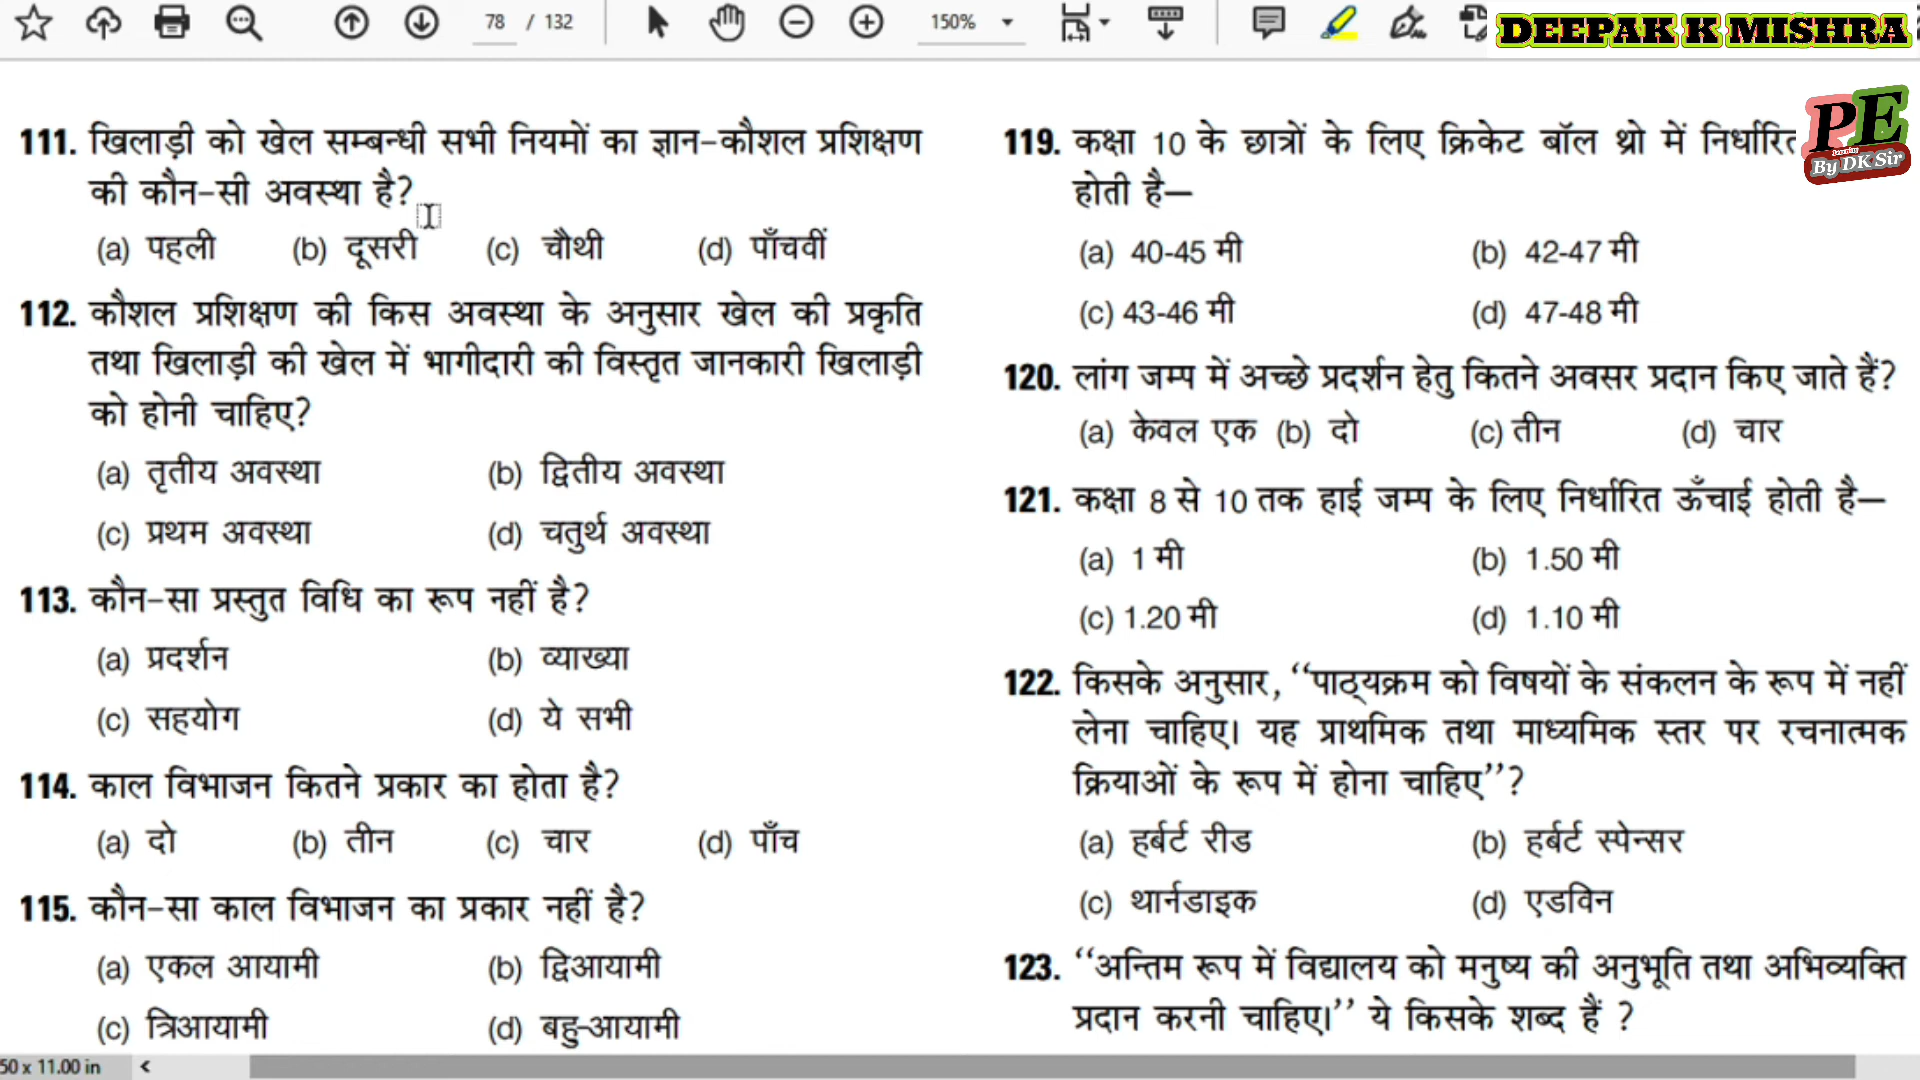 78 / 132
150%
DEEPAK K MISHRA
PE
Learning
By DK Sir
111. खिलाड़ी को खेल सम्बन्धी सभी नियमों का ज्ञान-कौशल प्रशिक्षण
की कौन-सी अवस्था है?
(a) पहली (b) दूसरी (c) चौथी (d) पाँचवीं
112. कौशल प्रशिक्षण की किस अवस्था के अनुसार खेल की प्रकृति
तथा खिलाड़ी की खेल में भागीदारी की विस्तृत जानकारी खिलाड़ी
को होनी चाहिए?
(a) तृतीय अवस्था (b) द्वितीय अवस्था
(c) प्रथम अवस्था (d) चतुर्थ अवस्था
113. कौन-सा प्रस्तुत विधि का रूप नहीं है?
(a) प्रदर्शन (b) व्याख्या
(c) सहयोग (d) ये सभी
114. काल विभाजन कितने प्रकार का होता है?
(a) दो (b) तीन (c) चार (d) पाँच
115. कौन-सा काल विभाजन का प्रकार नहीं है?
(a) एकल आयामी (b) द्विआयामी
(c) त्रिआयामी (d) बहु-आयामी
119. कक्षा 10 के छात्रों के लिए क्रिकेट बॉल थ्रो में निर्धारित
होती है—
(a) 40-45 मी (b) 42-47 मी
(c) 43-46 मी (d) 47-48 मी
120. लांग जम्प में अच्छे प्रदर्शन हेतु कितने अवसर प्रदान किए जाते हैं?
(a) केवल एक (b) दो (c) तीन (d) चार
121. कक्षा 8 से 10 तक हाई जम्प के लिए निर्धारित ऊँचाई होती है—
(a) 1 मी (b) 1.50 मी
(c) 1.20 मी (d) 1.10 मी
122. किसके अनुसार, ‘‘पाठ्यक्रम को विषयों के संकलन के रूप में नहीं
लेना चाहिए। यह प्राथमिक तथा माध्यमिक स्तर पर रचनात्मक
क्रियाओं के रूप में होना चाहिए’’?
(a) हर्बर्ट रीड (b) हर्बर्ट स्पेन्सर
(c) थार्नडाइक (d) एडविन
123. ‘‘अन्तिम रूप में विद्यालय को मनुष्य की अनुभूति तथा अभिव्यक्ति
प्रदान करनी चाहिए।’’ ये किसके शब्द हैं ?
50 x 11.00 in